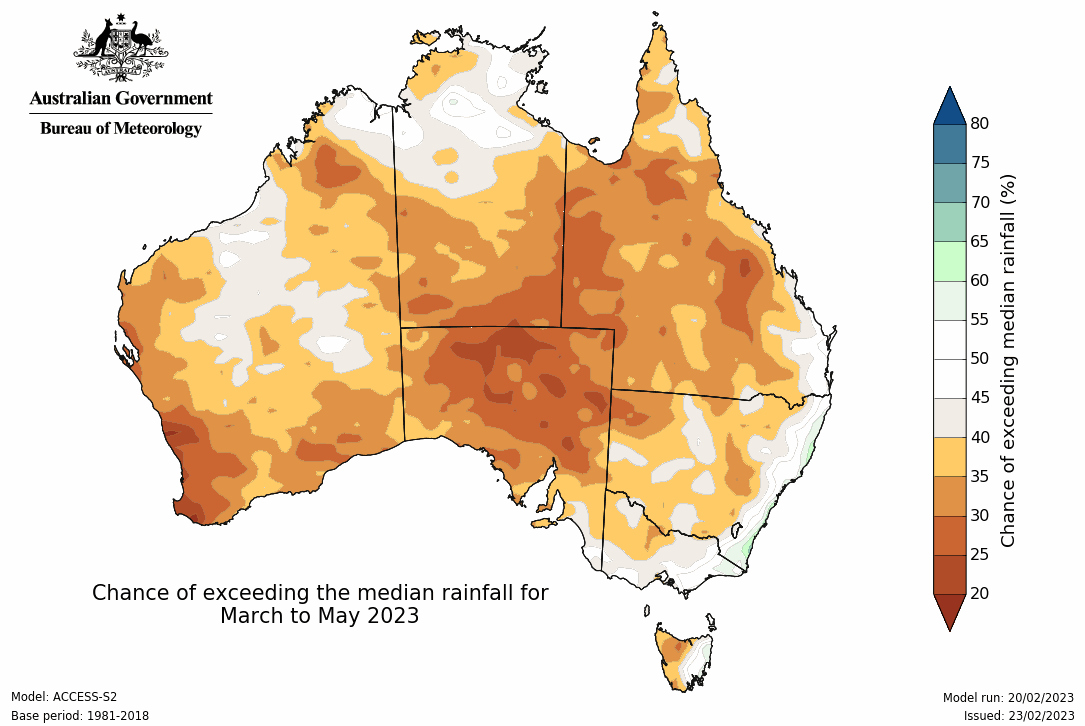 Australian Government
Bureau of Meteorology
80
75
70
65
60
55
50
45
40
35
30
25
20
Chance of exceeding median rainfall (%)
Chance of exceeding the median rainfall for
March to May 2023
Model: ACCESS-S2
Base period: 1981-2018
Model run: 20/02/2023
Issued: 23/02/2023